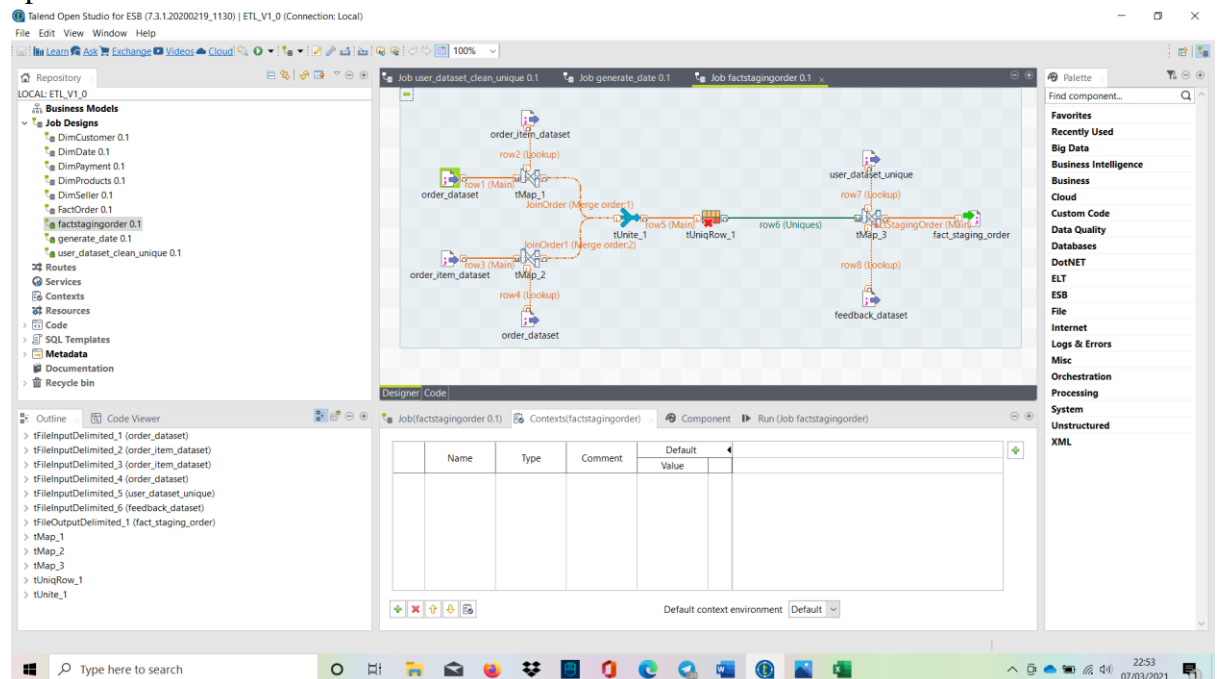 Talend Open Studio for ESB (7.3.1.20200219_1130) | ETL_V1_0 (Connection: Local)
File Edit View Window Help
Learn Ask Exchange Videos Cloud 100%
Repository
LOCAL: ETL_V1_0
Business Models
Job Designs
DimCustomer 0.1
DimDate 0.1
DimPayment 0.1
DimProducts 0.1
DimSeller 0.1
FactOrder 0.1
factstagingorder 0.1
generate_date 0.1
user_dataset_clean_unique 0.1
Routes
Services
Contexts
Resources
Code
SQL Templates
Metadata
Documentation
Recycle bin
Job user_dataset_clean_unique 0.1 Job generate_date 0.1 Job factstagingorder 0.1
order_item_dataset
row2 (Lookup)
order_dataset
row1 (Main)
tMap_1
JoinOrder (Merge order:1)
tUnite_1
row5 (Main)
tUniqRow_1
row6 (Uniques)
user_dataset_unique
row7 (Lookup)
tMap_3
StagingOrder (Main)
fact_staging_order
JoinOrder1 (Merge order:2)
row3 (Main)
order_item_dataset
tMap_2
row4 (Lookup)
order_dataset
row8 (Lookup)
feedback_dataset
Designer Code
Palette
Find component...
Favorites
Recently Used
Big Data
Business Intelligence
Business
Cloud
Custom Code
Data Quality
Databases
DotNET
ELT
ESB
File
Internet
Logs & Errors
Misc
Orchestration
Processing
System
Unstructured
XML
Outline Code Viewer
tFileInputDelimited_1 (order_dataset)
tFileInputDelimited_2 (order_item_dataset)
tFileInputDelimited_3 (order_item_dataset)
tFileInputDelimited_4 (order_dataset)
tFileInputDelimited_5 (user_dataset_unique)
tFileInputDelimited_6 (feedback_dataset)
tFileOutputDelimited_1 (fact_staging_order)
tMap_1
tMap_2
tMap_3
tUniqRow_1
tUnite_1
Job(factstagingorder 0.1) Contexts(factstagingorder) Component Run (Job factstagingorder)
Name Type Comment Default
Value
Default context environment Default
Type here to search
22:53
07/03/2021